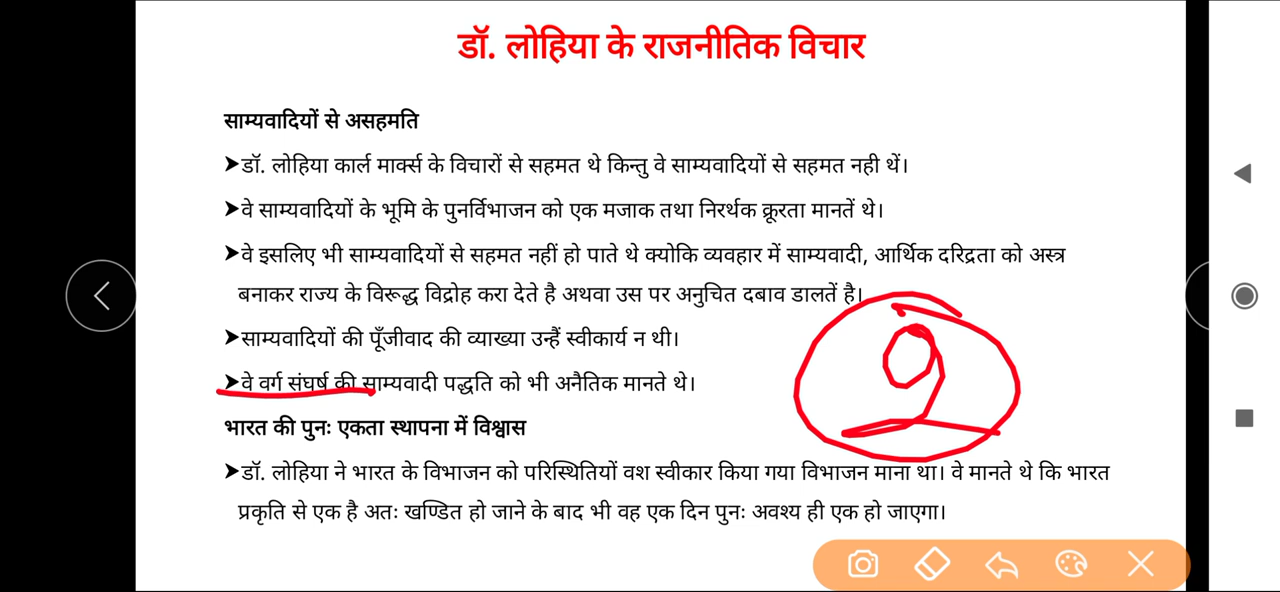 डॉ. लोहिया के राजनीतिक विचार
साम्यवादियों से असहमति
➤डॉ. लोहिया कार्ल मार्क्स के विचारों से सहमत थे किन्तु वे साम्यवादियों से सहमत नही थें।
➤वे साम्यवादियों के भूमि के पुनर्विभाजन को एक मजाक तथा निरर्थक क्रूरता मानतें थे।
➤वे इसलिए भी साम्यवादियों से सहमत नहीं हो पाते थे क्योकि व्यवहार में साम्यवादी, आर्थिक दरिद्रता को अस्त्र
बनाकर राज्य के विरूद्ध विद्रोह करा देते है अथवा उस पर अनुचित दबाव डालतें है।
➤साम्यवादियों की पूँजीवाद की व्याख्या उन्हैं स्वीकार्य न थी।
➤वे वर्ग संघर्ष की साम्यवादी पद्धति को भी अनैतिक मानते थे।
भारत की पुनः एकता स्थापना में विश्वास
➤डॉ. लोहिया ने भारत के विभाजन को परिस्थितियों वश स्वीकार किया गया विभाजन माना था। वे मानते थे कि भारत
प्रकृति से एक है अतः खण्डित हो जाने के बाद भी वह एक दिन पुनः अवश्य ही एक हो जाएगा।